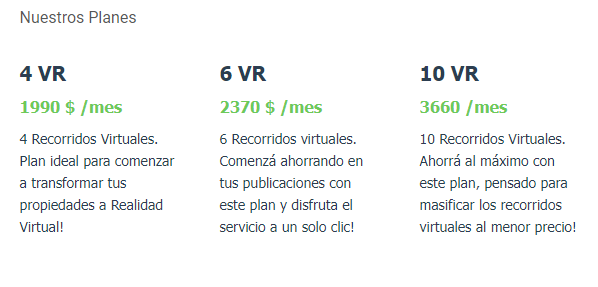 Nuestros Planes
4 VR
1990 $ /mes
4 Recorridos Virtuales.
Plan ideal para comenzar
a transformar tus
propiedades a Realidad
Virtual!
6 VR
2370 $ /mes
6 Recorridos virtuales.
Comenzá ahorrando en
tus publicaciones con
este plan y disfruta el
servicio a un solo clic!
10 VR
3660 /mes
10 Recorridos Virtuales.
Ahorrá al máximo con
este plan, pensado para
masificar los recorridos
virtuales al menor precio!